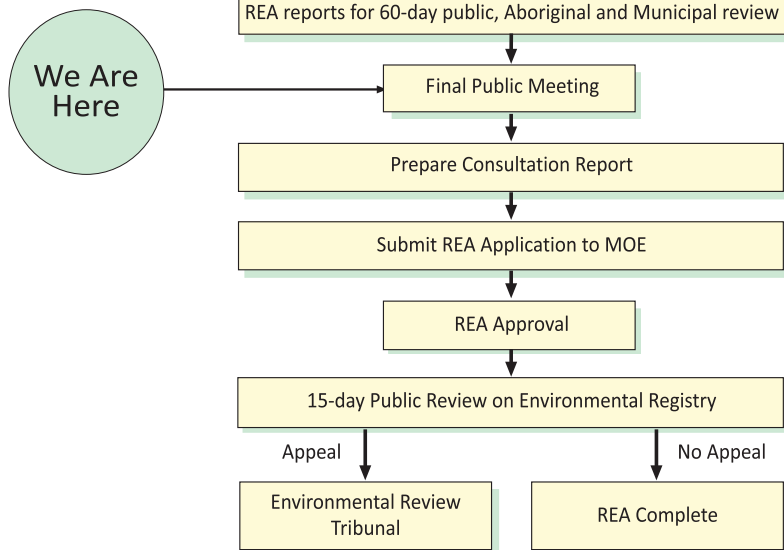 REA reports for 60-day public, Aboriginal and Municipal review
We Are
Here
Final Public Meeting
Prepare Consultation Report
Submit REA Application to MOE
REA Approval
15-day Public Review on Environmental Registry
Appeal
No Appeal
Environmental Review
Tribunal
REA Complete